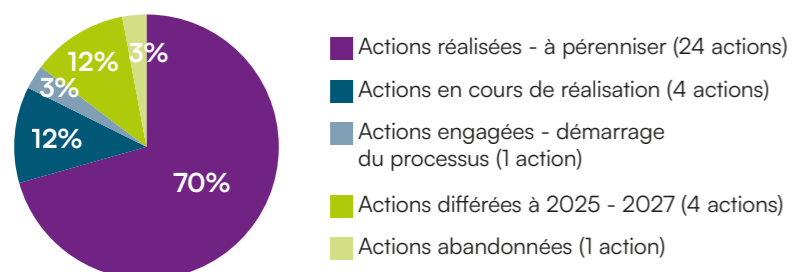 3%
12%
3%
12%
70%
Actions réalisées - à pérenniser (24 actions)
Actions en cours de réalisation (4 actions)
Actions engagées - démarrage
du processus (1 action)
Actions différées à 2025 - 2027 (4 actions)
Actions abandonnées (1 action)